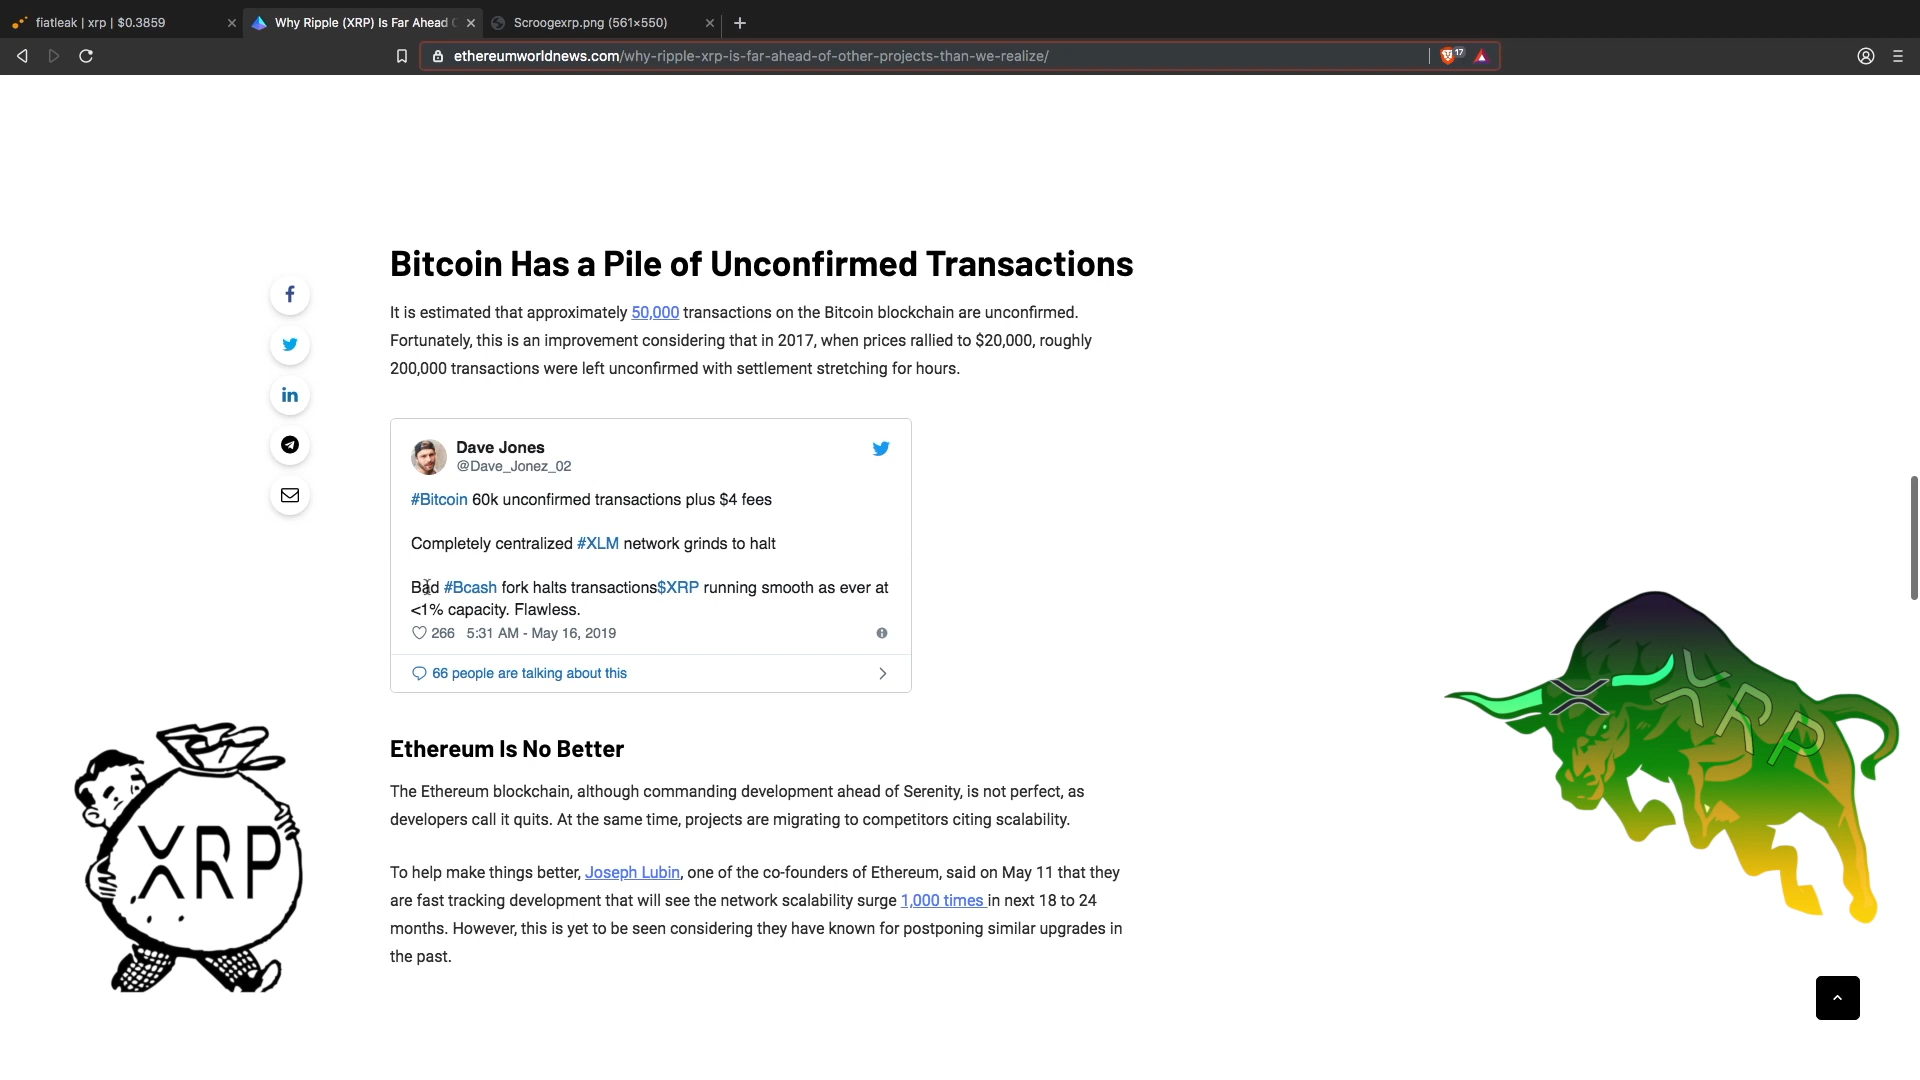 fiatleak | xrp | $0.3859
Why Ripple (XRP) Is Far Ahead
Scroogexrp.png (561×550)
ethereumworldnews.com/why-ripple-xrp-is-far-ahead-of-other-projects-than-we-realize/
17
Bitcoin Has a Pile of Unconfirmed Transactions
It is estimated that approximately 50,000 transactions on the Bitcoin blockchain are unconfirmed.
Fortunately, this is an improvement considering that in 2017, when prices rallied to $20,000, roughly
200,000 transactions were left unconfirmed with settlement stretching for hours.
Dave Jones
@Dave_Jonez_02
#Bitcoin 60k unconfirmed transactions plus $4 fees
Completely centralized #XLM network grinds to halt
Bad #Bcash fork halts transactions$XRP running smooth as ever at
<1% capacity. Flawless.
266 5:31 AM - May 16, 2019
66 people are talking about this
Ethereum Is No Better
The Ethereum blockchain, although commanding development ahead of Serenity, is not perfect, as
developers call it quits. At the same time, projects are migrating to competitors citing scalability.
To help make things better, Joseph Lubin, one of the co-founders of Ethereum, said on May 11 that they
are fast tracking development that will see the network scalability surge 1,000 times in next 18 to 24
months. However, this is yet to be seen considering they have known for postponing similar upgrades in
the past.
XRP
XRP